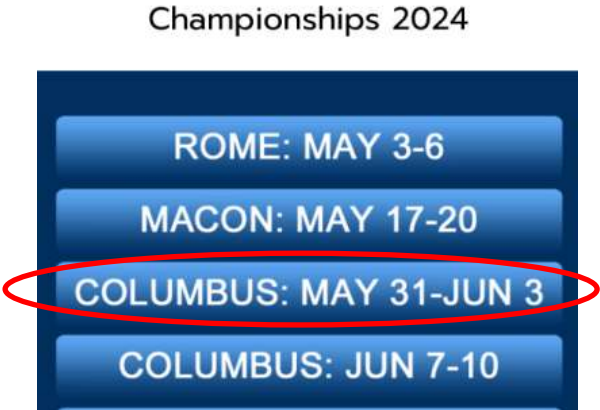 Championships 2024
ROME: MAY 3-6
MACON: MAY 17-20
COLUMBUS: MAY 31-JUN 3
COLUMBUS: JUN 7-10